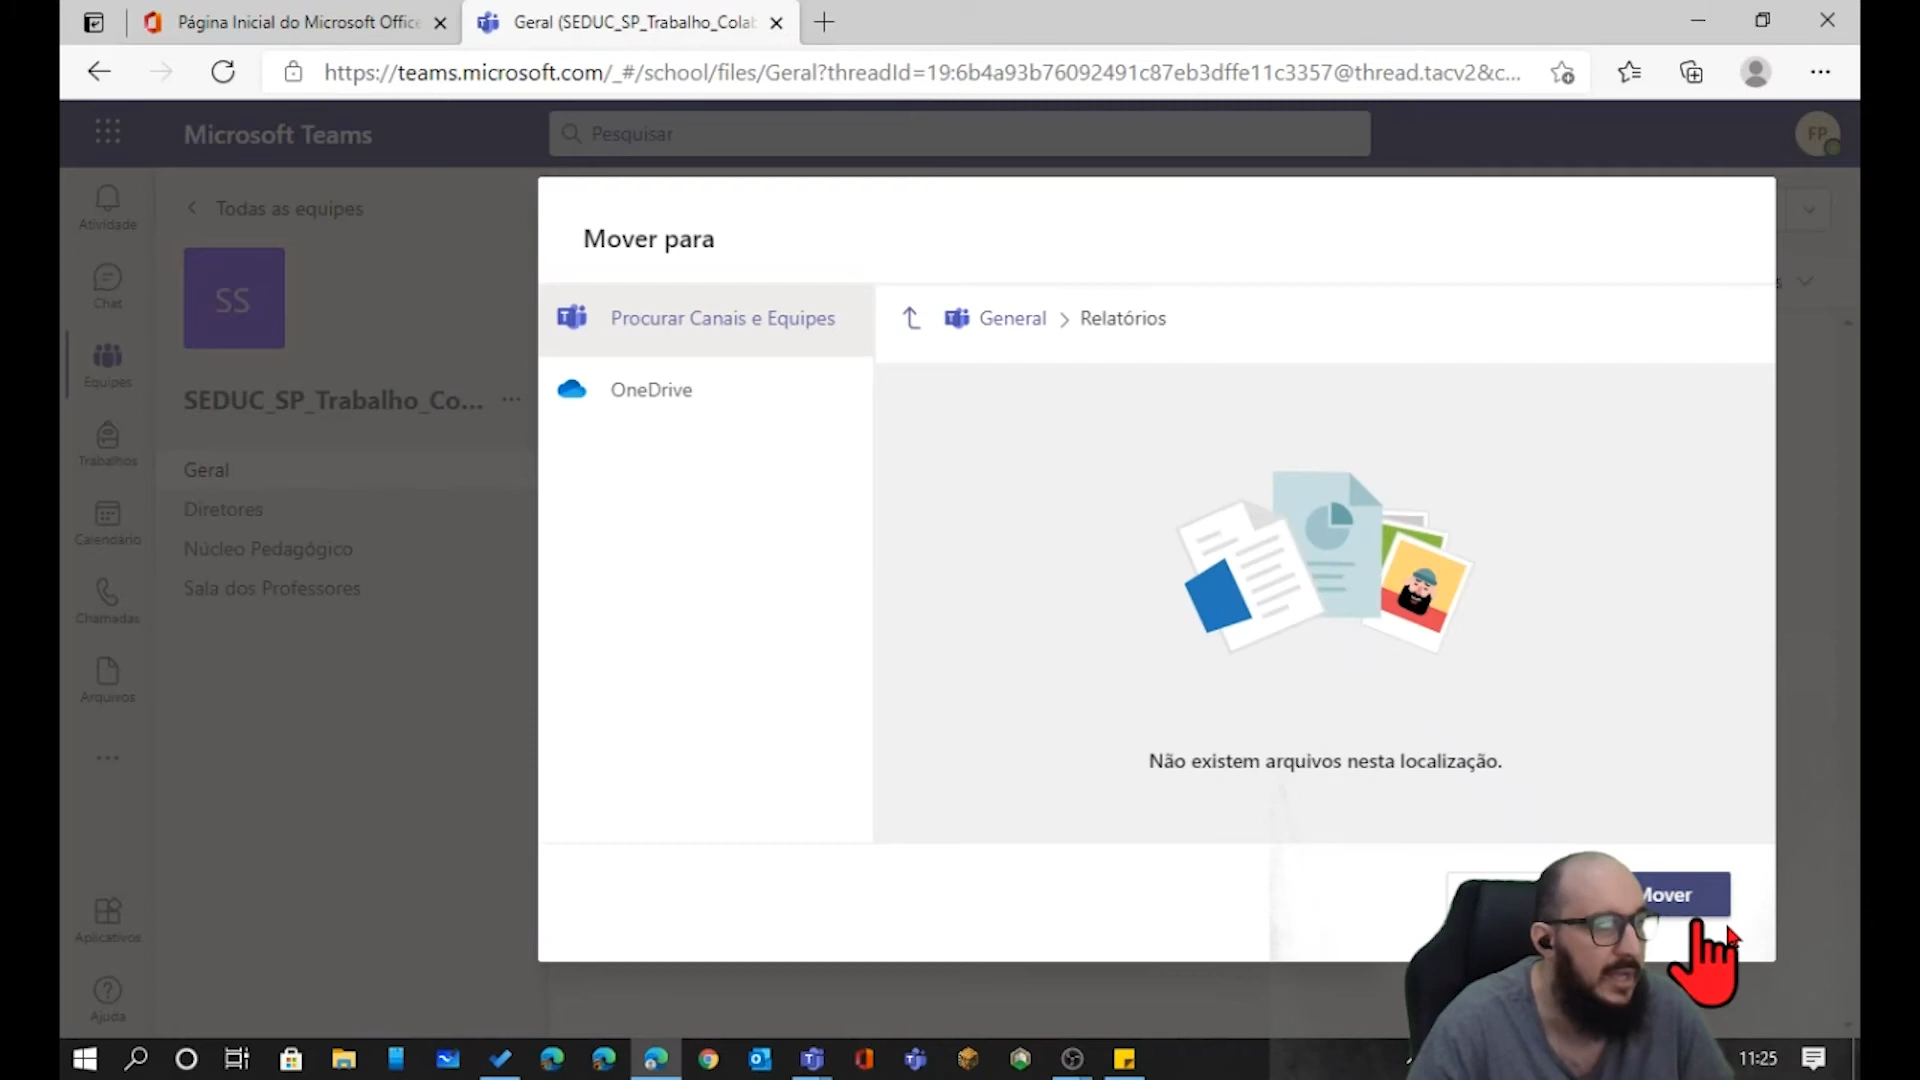 Página Inicial do Microsoft Office
Geral (SEDUC_SP_Trabalho_Colab
https://teams.microsoft.com/_#/school/files/Geral?threadId=19:6b4a93b76092491c87eb3dffe11c3357@thread.tacv2&c...
Microsoft Teams
Pesquisar
FP
Atividade
Chat
Equipes
Trabalhos
Calendário
Chamadas
Arquivos
...
Aplicativos
Ajuda
Todas as equipes
SS
SEDUC_SP_Trabalho_Co... ...
Geral
Diretores
Núcleo Pedagógico
Sala dos Professores
Mover para
Procurar Canais e Equipes
OneDrive
General > Relatórios
Não existem arquivos nesta localização.
Mover
11:25